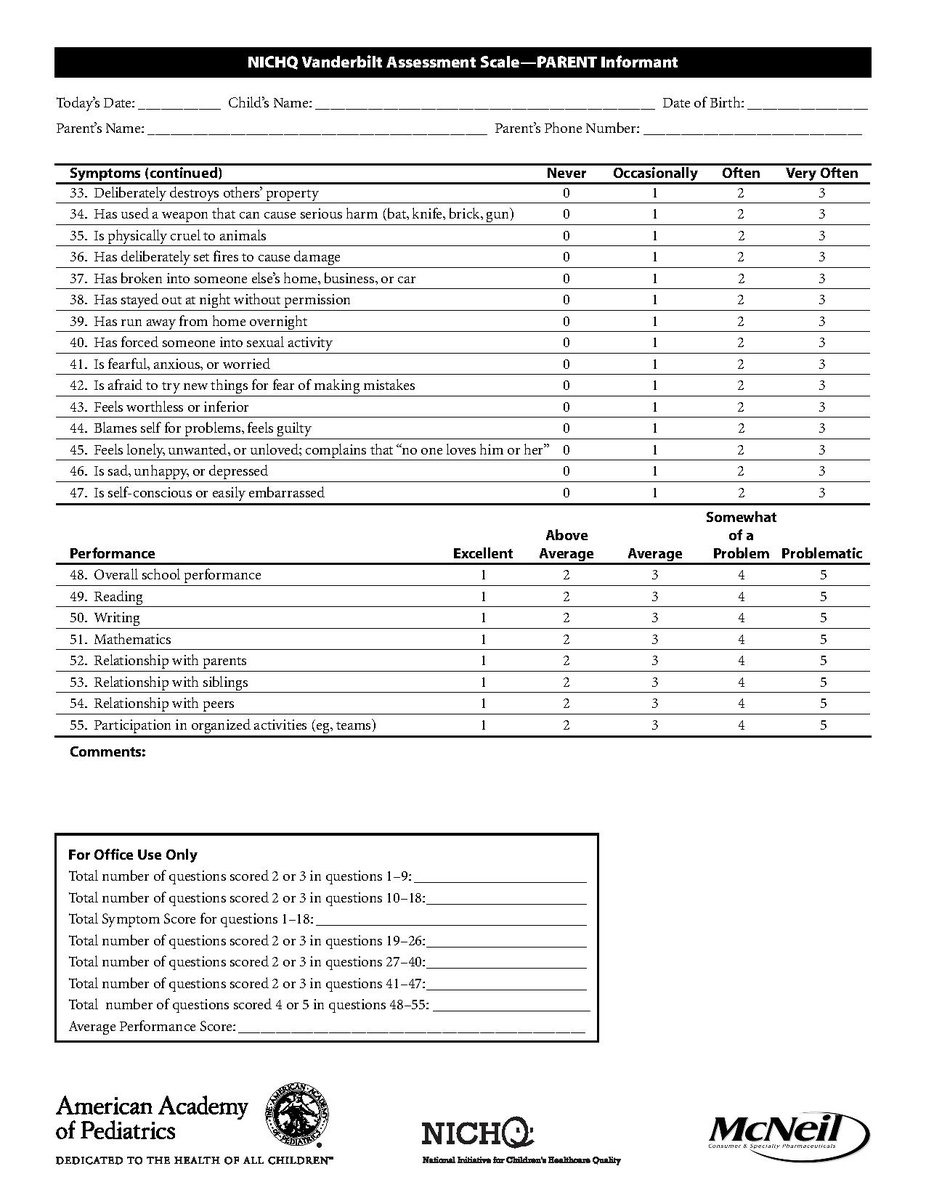 NICHQ Vanderbilt Assessment Scale—PARENT Informant
Today’s Date: ___________ Child’s Name: _____________________________________________ Date of Birth: ________________
Parent’s Name: _____________________________________________ Parent’s Phone Number: _____________________________
Symptoms (continued) Never Occasionally Often Very Often
33. Deliberately destroys others’ property 0 1 2 3
34. Has used a weapon that can cause serious harm (bat, knife, brick, gun) 0 1 2 3
35. Is physically cruel to animals 0 1 2 3
36. Has deliberately set fires to cause damage 0 1 2 3
37. Has broken into someone else’s home, business, or car 0 1 2 3
38. Has stayed out at night without permission 0 1 2 3
39. Has run away from home overnight 0 1 2 3
40. Has forced someone into sexual activity 0 1 2 3
41. Is fearful, anxious, or worried 0 1 2 3
42. Is afraid to try new things for fear of making mistakes 0 1 2 3
43. Feels worthless or inferior 0 1 2 3
44. Blames self for problems, feels guilty 0 1 2 3
45. Feels lonely, unwanted, or unloved; complains that “no one loves him or her” 0 1 2 3
46. Is sad, unhappy, or depressed 0 1 2 3
47. Is self-conscious or easily embarrassed 0 1 2 3
Somewhat
Above of a
Performance Excellent Average Average Problem Problematic
48. Overall school performance 1 2 3 4 5
49. Reading 1 2 3 4 5
50. Writing 1 2 3 4 5
51. Mathematics 1 2 3 4 5
52. Relationship with parents 1 2 3 4 5
53. Relationship with siblings 1 2 3 4 5
54. Relationship with peers 1 2 3 4 5
55. Participation in organized activities (eg, teams) 1 2 3 4 5
Comments:
For Office Use Only
Total number of questions scored 2 or 3 in questions 1–9: _______________________
Total number of questions scored 2 or 3 in questions 10–18: _____________________
Total Symptom Score for questions 1–18: ____________________________________
Total number of questions scored 2 or 3 in questions 19–26: _____________________
Total number of questions scored 2 or 3 in questions 27–40: _____________________
Total number of questions scored 2 or 3 in questions 41–47: _____________________
Total number of questions scored 4 or 5 in questions 48–55: _____________________
Average Performance Score: ______________________________________________
American Academy
of Pediatrics
DEDICATED TO THE HEALTH OF ALL CHILDREN™
THE AMERICAN ACADEMY OF PEDIATRICS
NICHQ
National Initiative for Children’s Healthcare Quality
McNeil
Consumer & Specialty Pharmaceuticals